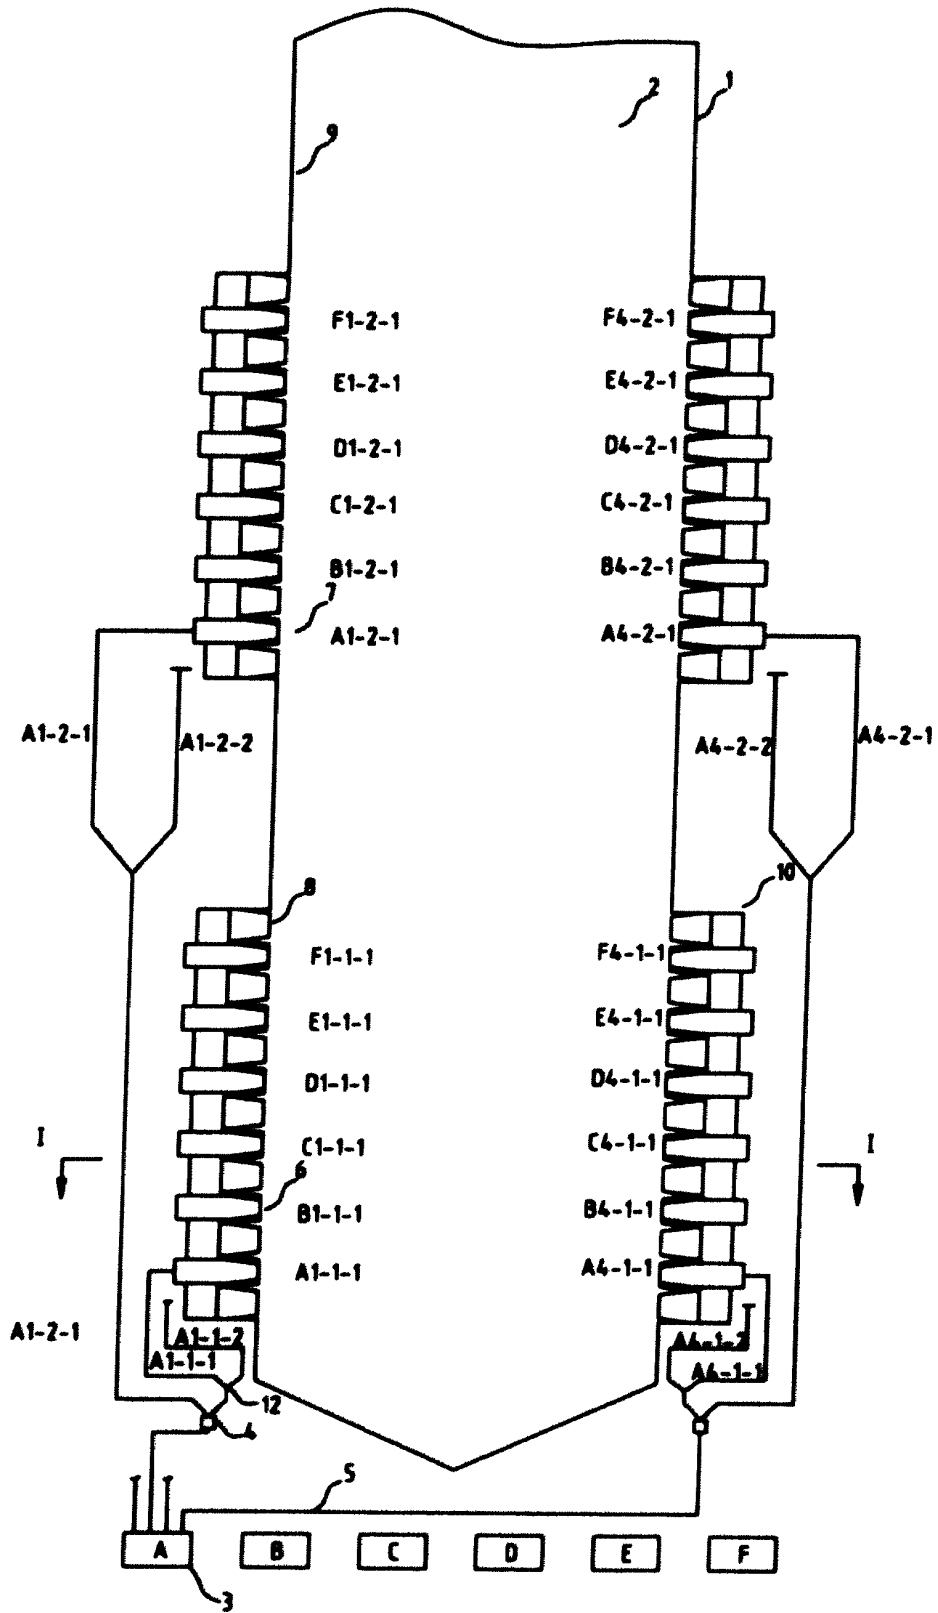 2
1
9
F1-2-1 F4-2-1
E1-2-1 E4-2-1
D1-2-1 D4-2-1
C1-2-1 C4-2-1
B1-2-1 B4-2-1
7
A1-2-1 A4-2-1
A1-2-1 A1-2-2 A4-2-2 A4-2-1
8
10
F1-1-1 F4-1-1
E1-1-1 E4-1-1
D1-1-1 D4-1-1
I C1-1-1 C4-1-1 I
6
B1-1-1 B4-1-1
A1-1-1 A4-1-1
A1-2-1 A1-1-2 A4-1-2
A1-1-1 A4-1-1
12
4
5
A B C D E F
3